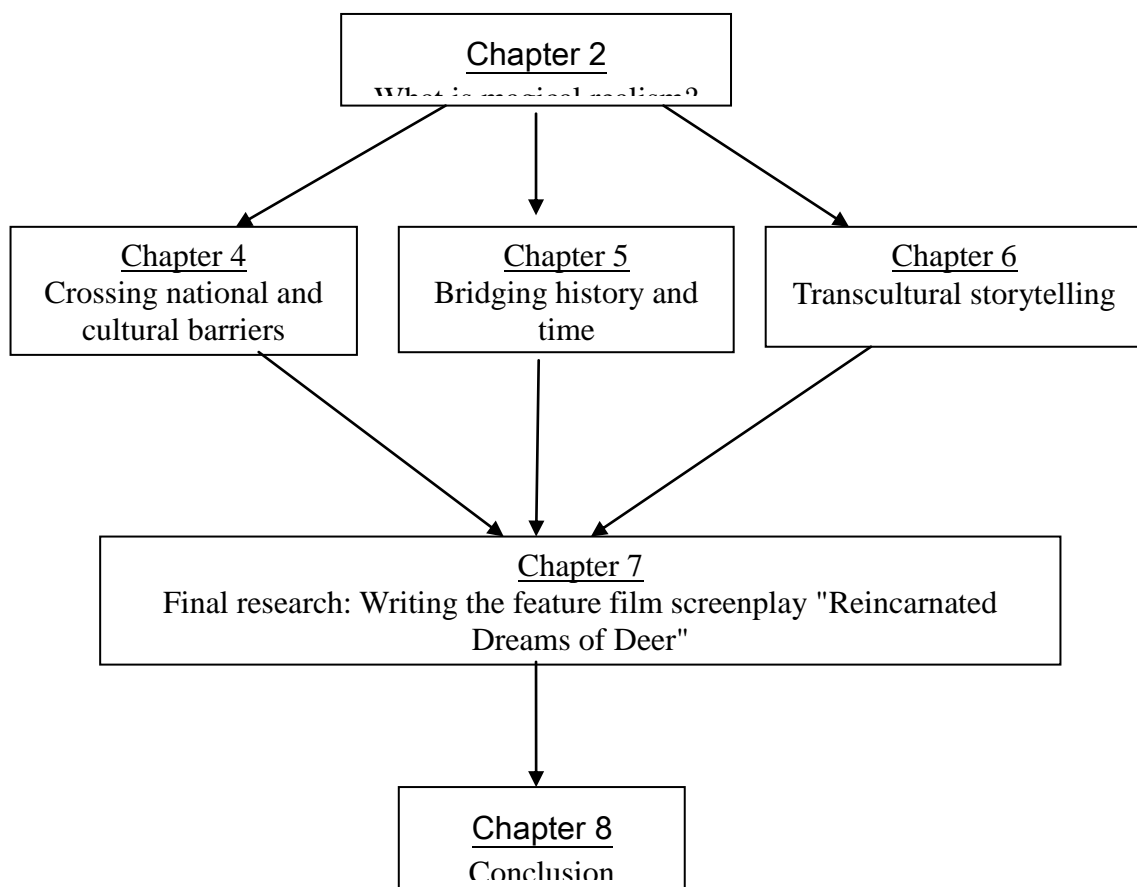 Chapter 2
What is magical realism?
Chapter 4
Crossing national and
cultural barriers
Chapter 5
Bridging history and
time
Chapter 6
Transcultural storytelling
Chapter 7
Final research: Writing the feature film screenplay "Reincarnated
Dreams of Deer"
Chapter 8
Conclusion